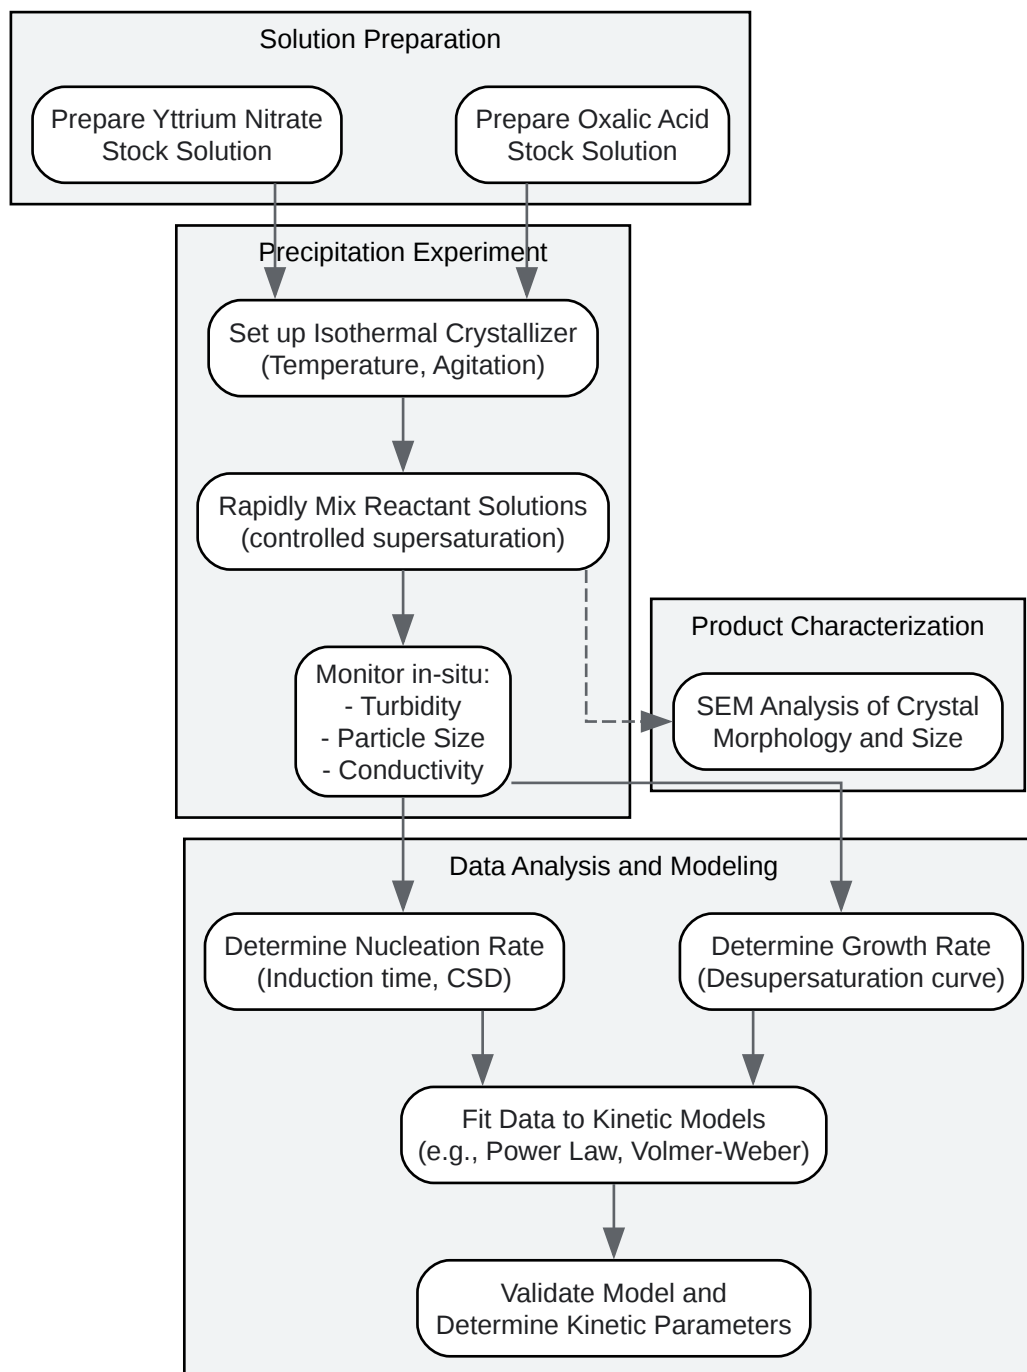 Solution Preparation
Prepare Yttrium Nitrate
Stock Solution
Prepare Oxalic Acid
Stock Solution
Precipitation Experiment
Set up Isothermal Crystallizer
(Temperature, Agitation)
Rapidly Mix Reactant Solutions
(controlled supersaturation)
Monitor in-situ:
- Turbidity
- Particle Size
- Conductivity
Product Characterization
SEM Analysis of Crystal
Morphology and Size
Data Analysis and Modeling
Determine Nucleation Rate
(Induction time, CSD)
Determine Growth Rate
(Desupersaturation curve)
Fit Data to Kinetic Models
(e.g., Power Law, Volmer-Weber)
Validate Model and
Determine Kinetic Parameters